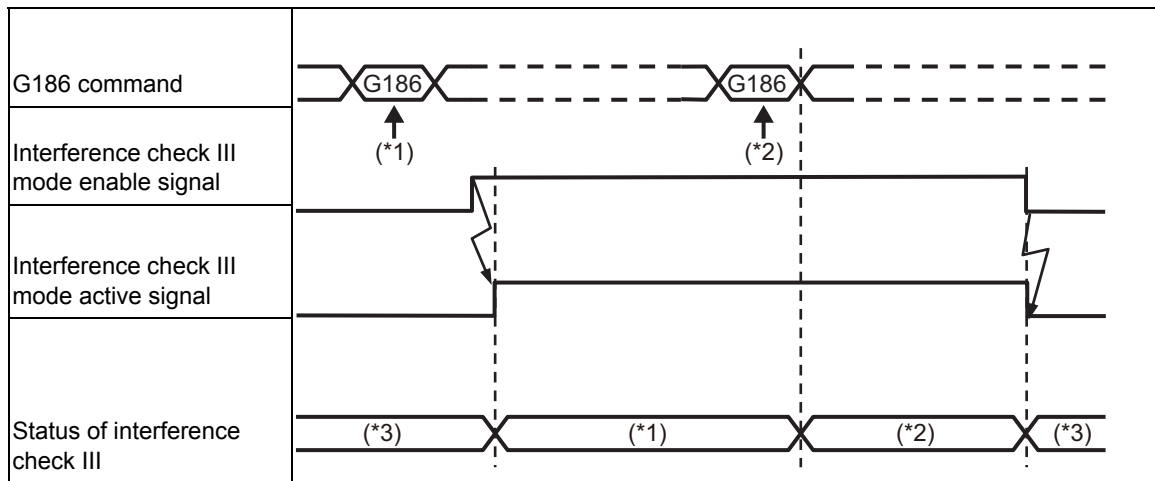 G186 command
G186
G186
(*1)
(*2)
Interference check III
mode enable signal
Interference check III
mode active signal
Status of interference
check III
(*3)
(*1)
(*2)
(*3)